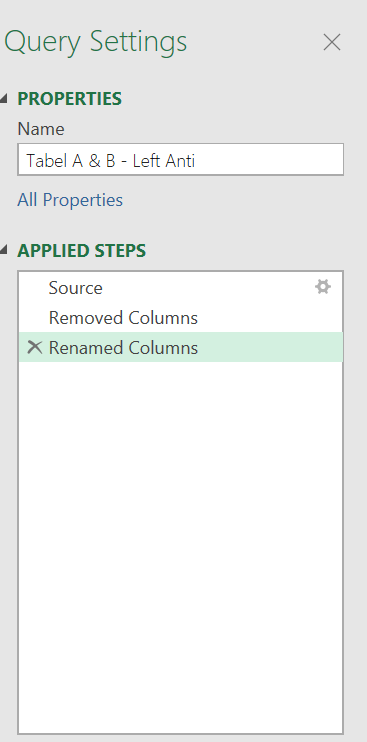 Query Settings
PROPERTIES
Name
Tabel A & B - Left Anti
All Properties
APPLIED STEPS
Source
Removed Columns
Renamed Columns